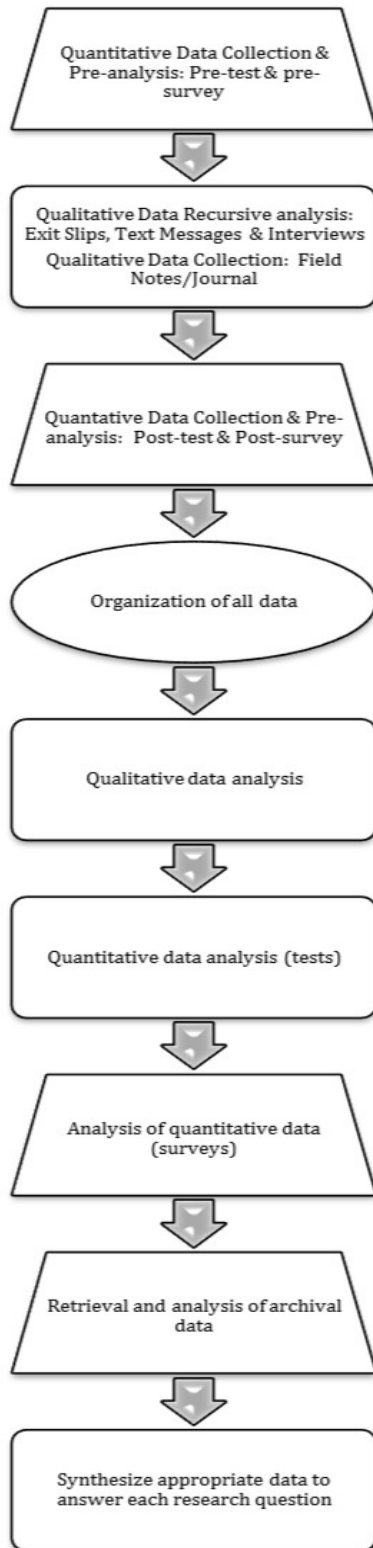 Quantitative Data Collection &
Pre-analysis: Pre-test & pre-
survey
Qualitative Data Recursive analysis:
Exit Slips, Text Messages & Interviews
Qualitative Data Collection: Field
Notes/Journal
Quantative Data Collection & Pre-
analysis: Post-test & Post-survey
Organization of all data
Qualitative data analysis
Quantitative data analysis (tests)
Analysis of quantitative data
(surveys)
Retrieval and analysis of archival
data
Synthesize appropriate data to
answer each research question